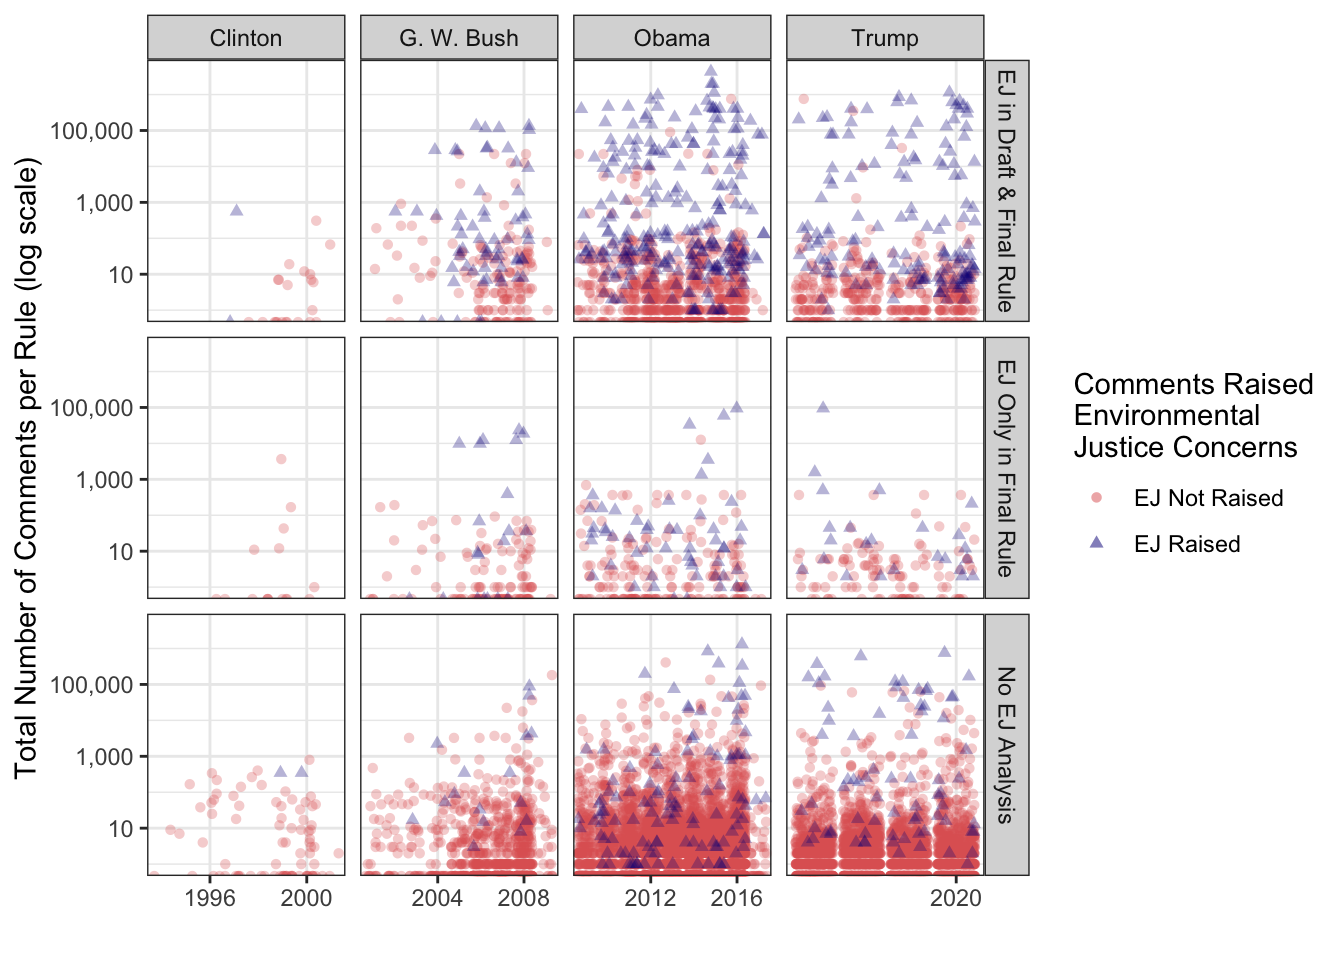 Clinton
G. W. Bush
Obama
Trump
Total Number of Comments per Rule (log scale)
100,000
1,000
10
EJ in Draft & Final Rule
100,000
1,000
10
EJ Only in Final Rule
100,000
1,000
10
No EJ Analysis
1996
2000
2004
2008
2012
2016
2020
Comments Raised
Environmental
Justice Concerns
EJ Not Raised
EJ Raised